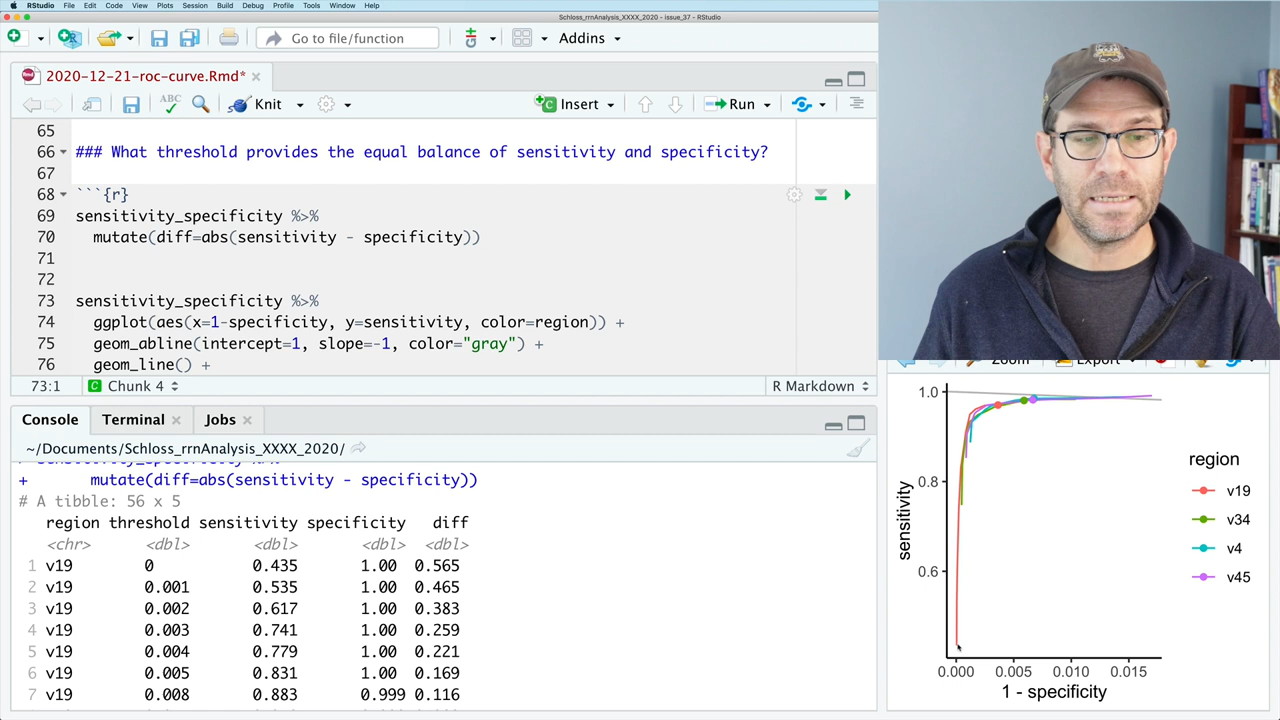 RStudio File Edit Code View Plots Session Build Debug Profile Tools Window Help
Schloss_rrnAnalysis_XXXX_2020 - issue_37 - RStudio
Go to file/function
Addins
2020-12-21-roc-curve.Rmd*
ABC Knit Insert Run
65
66 ### What threshold provides the equal balance of sensitivity and specificity?
67
68 ```{r}
69 sensitivity_specificity %>%
70 mutate(diff=abs(sensitivity - specificity))
71
72
73 sensitivity_specificity %>%
74 ggplot(aes(x=1-specificity, y=sensitivity, color=region)) +
75 geom_abline(intercept=1, slope=-1, color="gray") +
76 geom_line() +
73:1 Chunk 4 R Markdown
Console Terminal Jobs
~/Documents/Schloss_rrnAnalysis_XXXX_2020/
+ mutate(diff=abs(sensitivity - specificity))
# A tibble: 56 x 5
region threshold sensitivity specificity diff
<chr> <dbl> <dbl> <dbl> <dbl>
1 v19 0 0.435 1.00 0.565
2 v19 0.001 0.535 1.00 0.465
3 v19 0.002 0.617 1.00 0.383
4 v19 0.003 0.741 1.00 0.259
5 v19 0.004 0.779 1.00 0.221
6 v19 0.005 0.831 1.00 0.169
7 v19 0.008 0.883 0.999 0.116
Zoom Export
1.0
0.8
0.6
sensitivity
0.000 0.005 0.010 0.015
1 - specificity
region
v19
v34
v4
v45